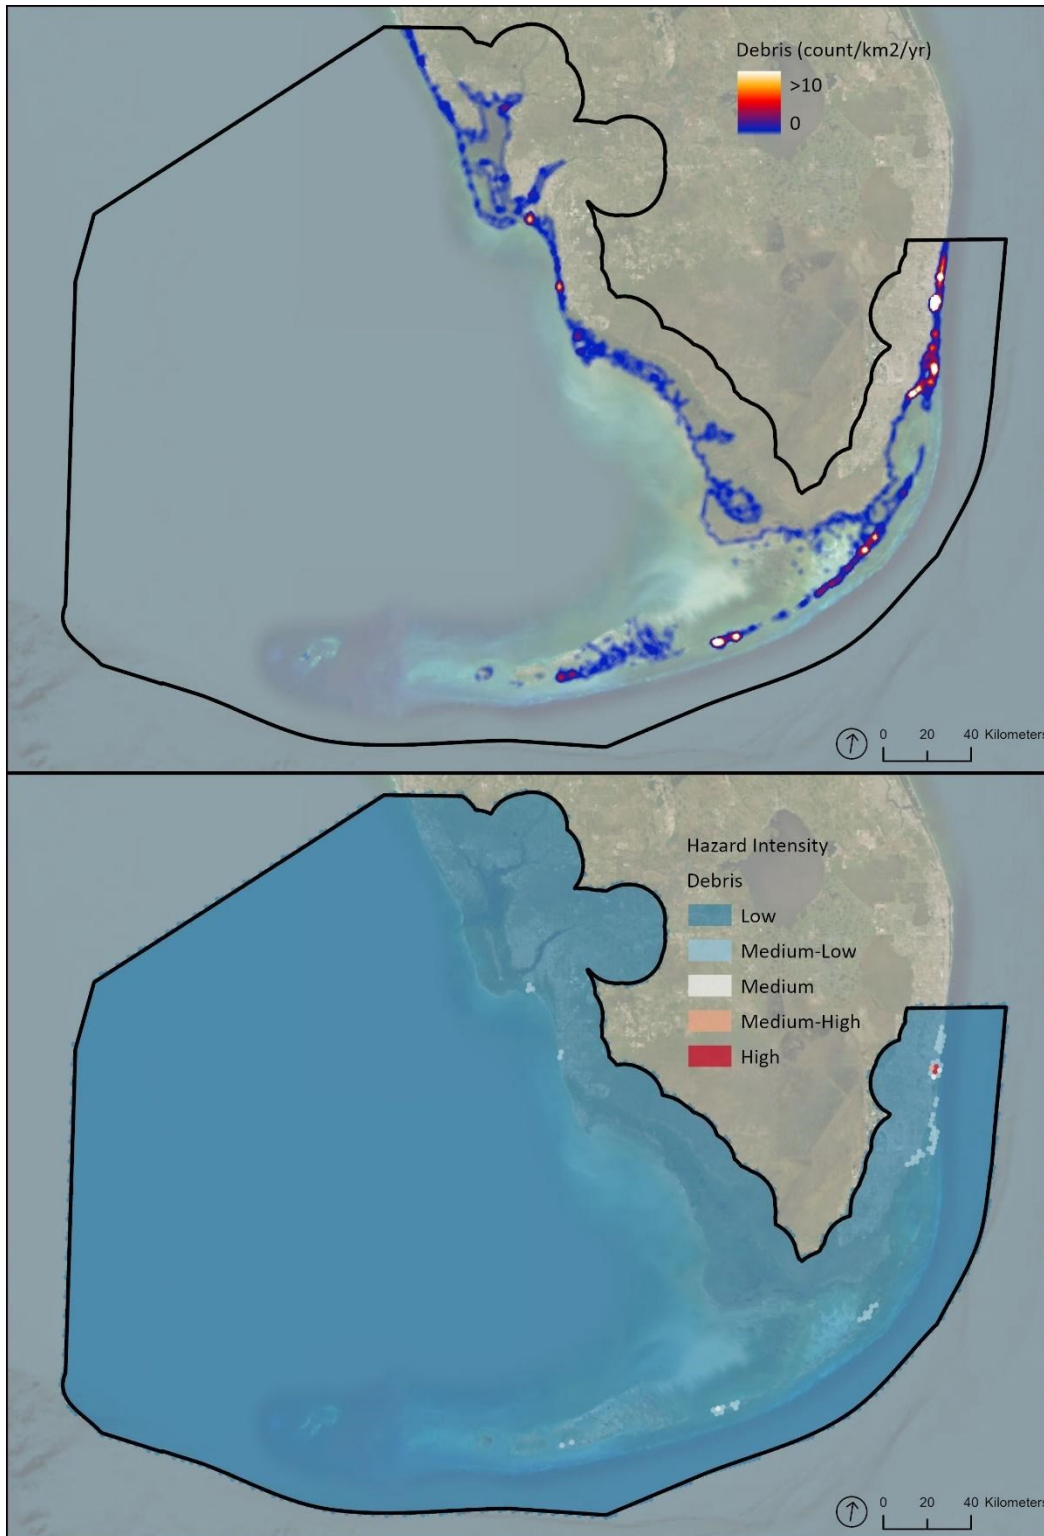 Debris (count/km2/yr)
>10
0
0 20 40 Kilometers
Hazard Intensity
Debris
Low
Medium-Low
Medium
Medium-High
High
0 20 40 Kilometers